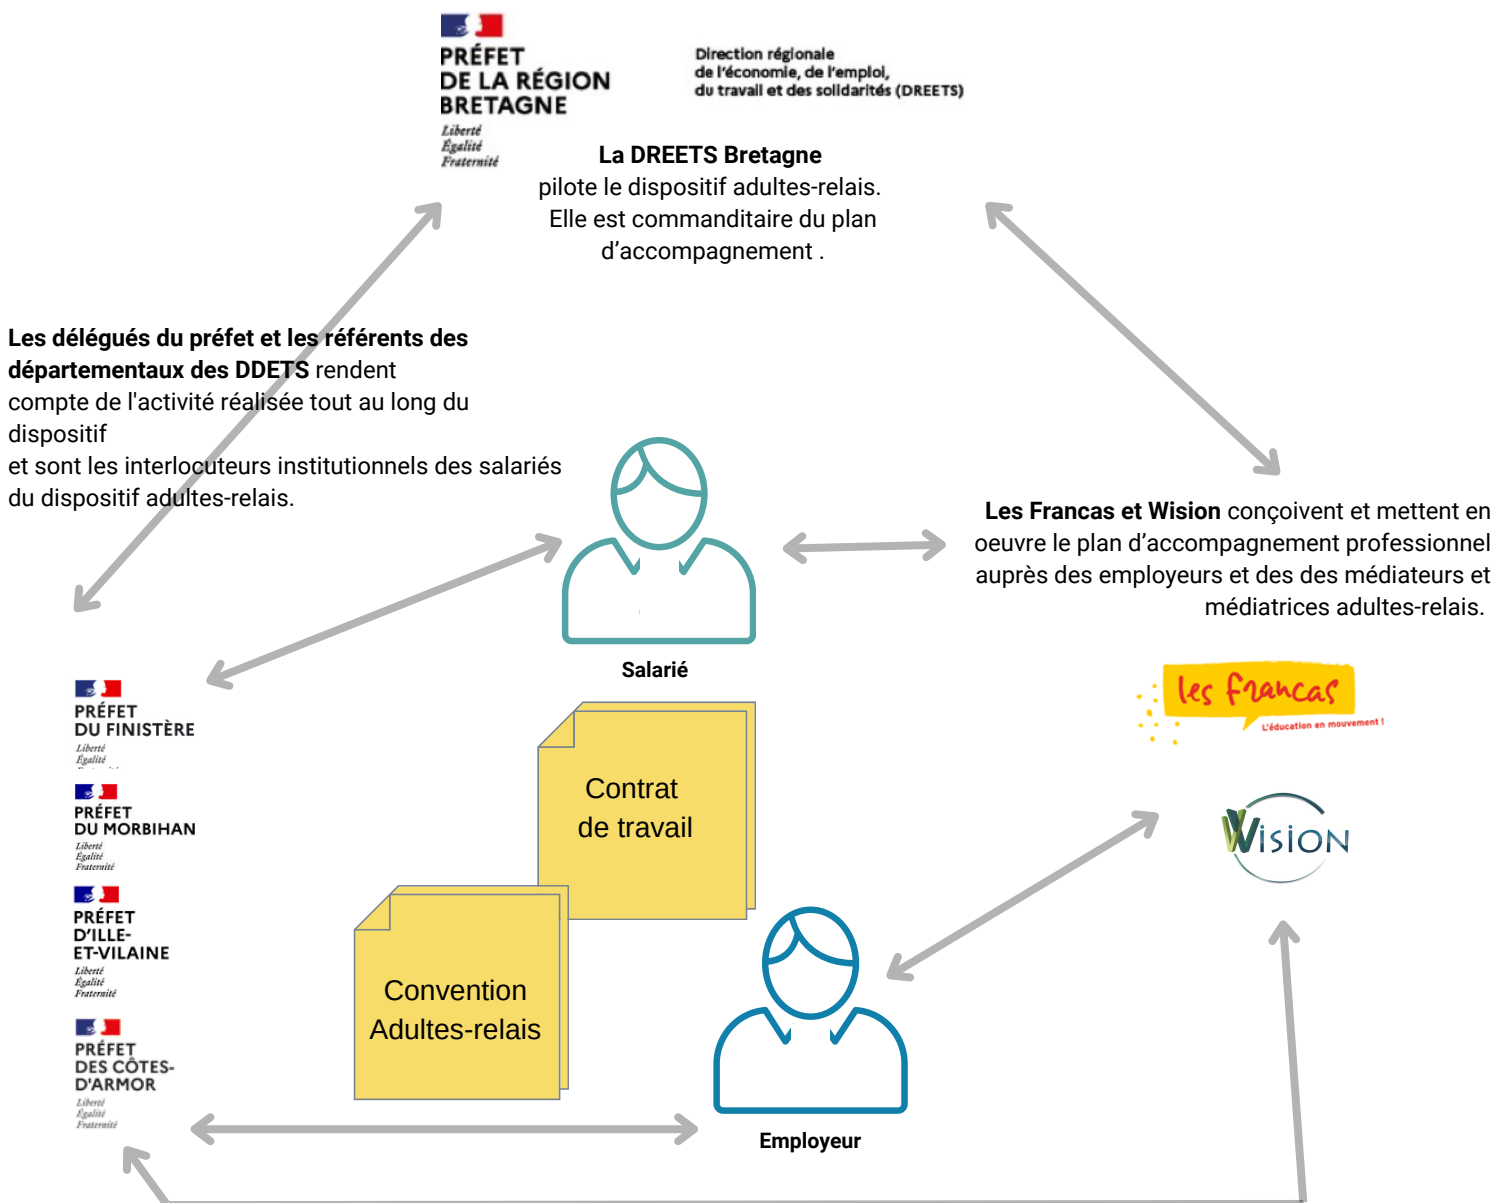 PRÉFET
DE LA RÉGION
BRETAGNE
Liberté
Égalité
Fraternité
Direction régionale
de l'économie, de l'emploi,
du travail et des solidarités (DREETS)
La DREETS Bretagne
pilote le dispositif adultes-relais.
Elle est commanditaire du plan
d’accompagnement .
Les délégués du préfet et les référents des
départementaux des DDETS rendent
compte de l'activité réalisée tout au long du
dispositif
et sont les interlocuteurs institutionnels des salariés
du dispositif adultes-relais.
Les Francas et Wision conçoivent et mettent en
oeuvre le plan d’accompagnement professionnel
auprès des employeurs et des des médiateurs et
médiatrices adultes-relais.
Salarié
les francas
L'éducation en mouvement !
PRÉFET
DU FINISTÈRE
Liberté
Égalité
PRÉFET
DU MORBIHAN
Liberté
Égalité
Fraternité
PRÉFET
D'ILLE-
ET-VILAINE
Liberté
Égalité
Fraternité
PRÉFET
DES CÔTES-
D'ARMOR
Liberté
Égalité
Fraternité
Contrat
de travail
Wision
Convention
Adultes-relais
Employeur